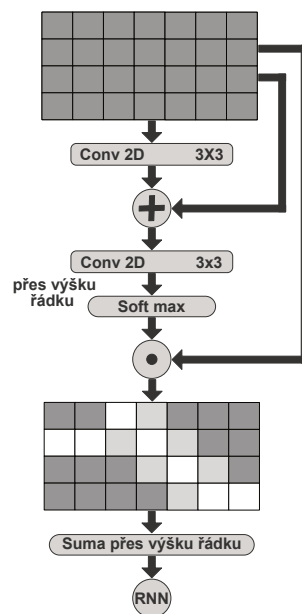 Conv 2D 3X3
+
Conv 2D 3x3
přes výšku
řádku
Soft max
Suma přes výšku řádku
RNN